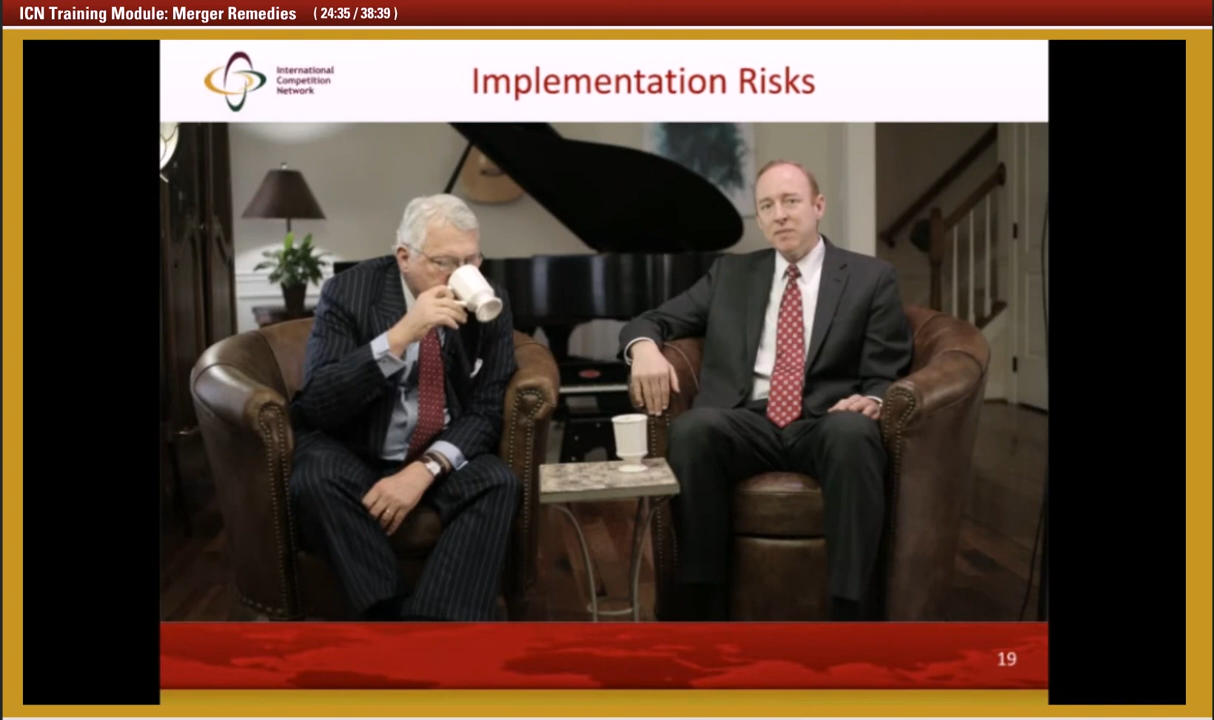 ICN Training Module: Merger Remedies ( 24:35 / 38:39 )
International
Competition
Network
Implementation Risks
19